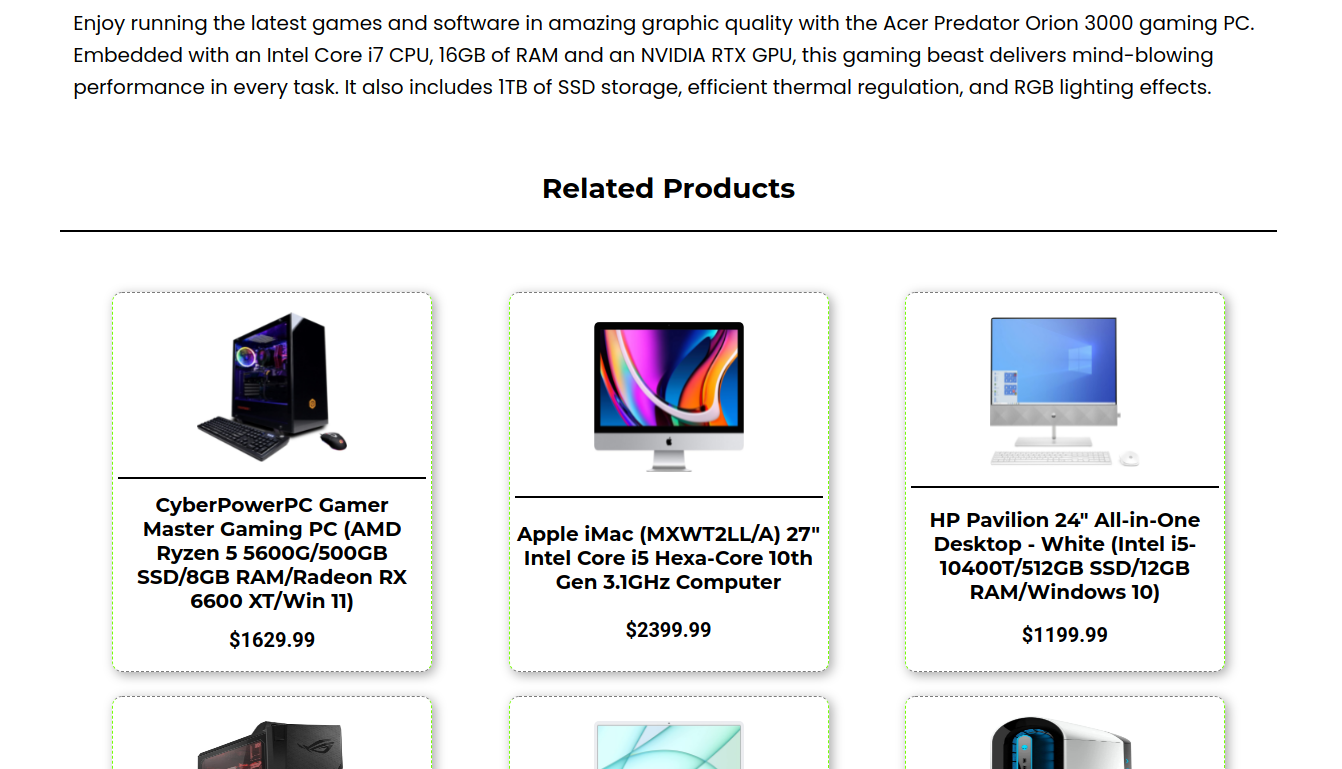 Enjoy running the latest games and software in amazing graphic quality with the Acer Predator Orion 3000 gaming PC.
Embedded with an Intel Core i7 CPU, 16GB of RAM and an NVIDIA RTX GPU, this gaming beast delivers mind-blowing
performance in every task. It also includes 1TB of SSD storage, efficient thermal regulation, and RGB lighting effects.
Related Products
CyberPowerPC Gamer
Master Gaming PC (AMD
Ryzen 5 5600G/500GB
SSD/8GB RAM/Radeon RX
6600 XT/Win 11)
$1629.99
Apple iMac (MXWT2LL/A) 27"
Intel Core i5 Hexa-Core 10th
Gen 3.1GHz Computer
$2399.99
HP Pavilion 24" All-in-One
Desktop - White (Intel i5-
10400T/512GB SSD/12GB
RAM/Windows 10)
$1199.99